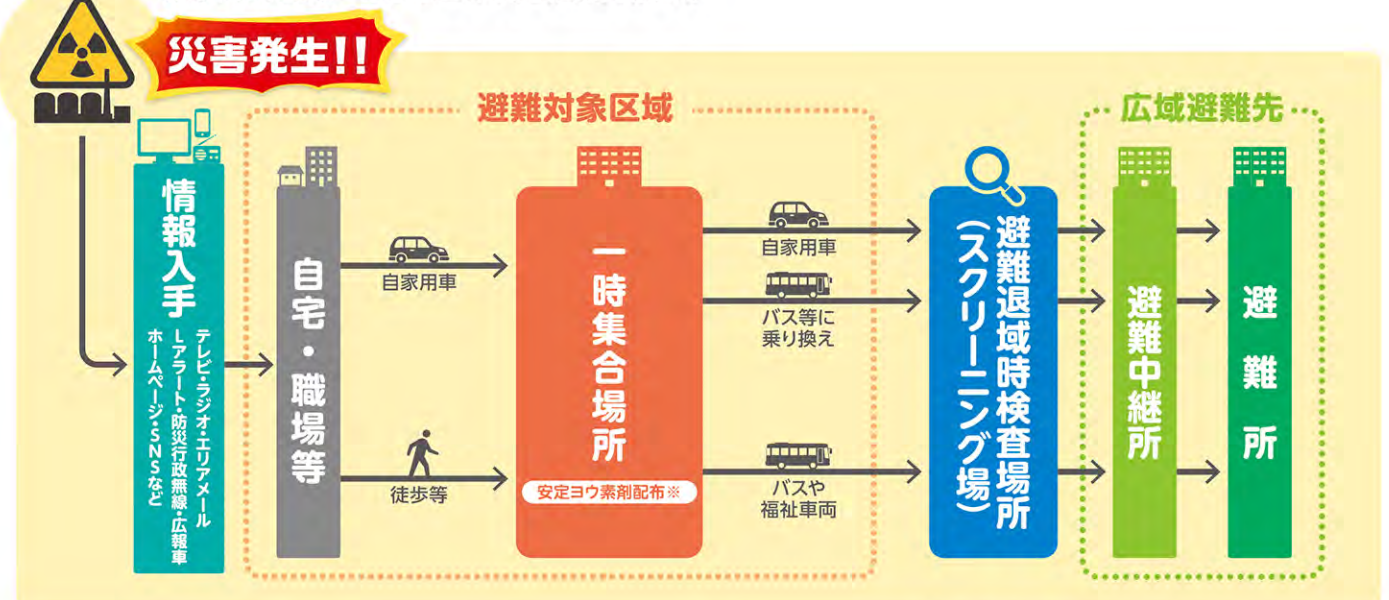 災害発生!!
避難対象区域
広域避難先
情報入手
テレビ・ラジオ・エリアメール
Lアラート・防災行政無線・広報車
ホームページ・SNSなど
自宅・職場等
自家用車
徒歩等
一時集合場所
安定ヨウ素剤配布※
自家用車
バス等に
乗り換え
バスや
福祉車両
避難退域時検査場所
(スクリーニング場)
避難中継所
避難所